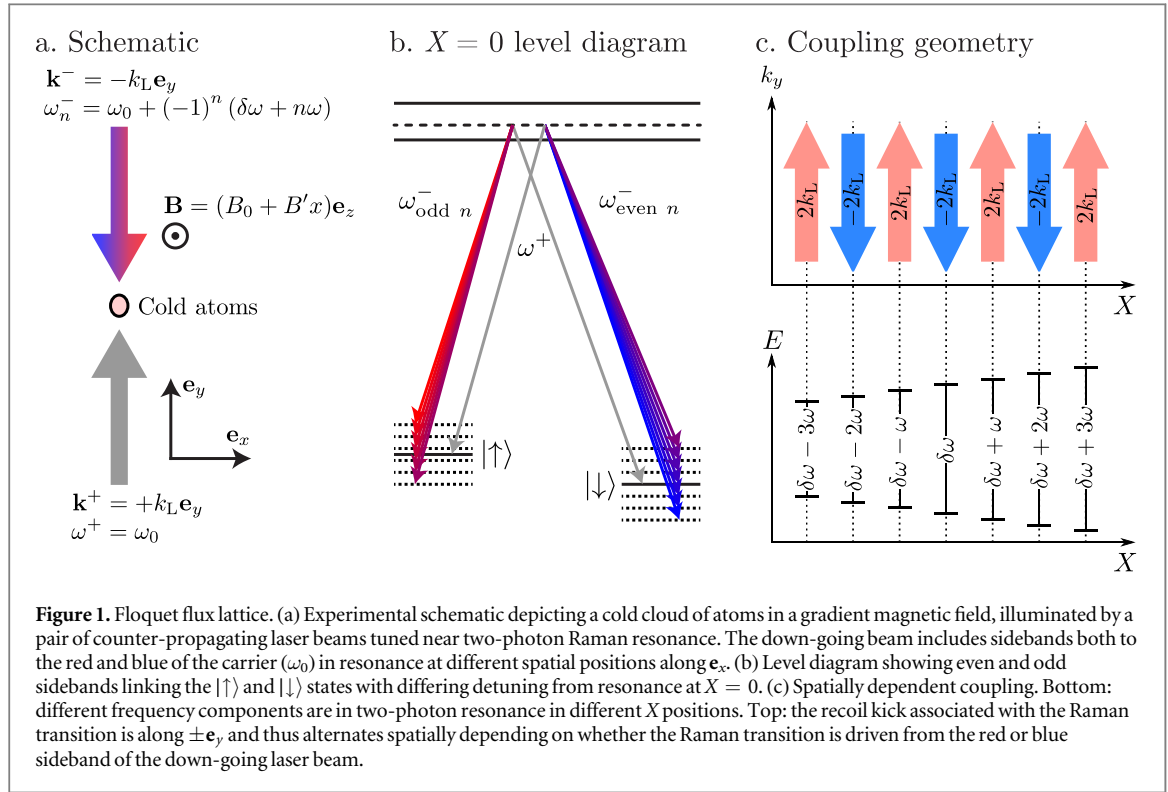 a. Schematic
k⁻ = −k_L e_y
ω_n⁻ = ω₀ + (−1)ⁿ (δω + nω)
B = (B₀ + B′x)e_z
Cold atoms
e_y
e_x
k⁺ = +k_L e_y
ω⁺ = ω₀
b. X = 0 level diagram
ω⁻_odd n
ω⁻_even n
ω⁺
|↑⟩
|↓⟩
c. Coupling geometry
k_y
2k_L
−2k_L
2k_L
−2k_L
2k_L
−2k_L
2k_L
X
E
δω − 3ω
δω − 2ω
δω − ω
δω
δω + ω
δω + 2ω
δω + 3ω
X
Figure 1. Floquet flux lattice. (a) Experimental schematic depicting a cold cloud of atoms in a gradient magnetic field, illuminated by a
pair of counter-propagating laser beams tuned near two-photon Raman resonance. The down-going beam includes sidebands both to
the red and blue of the carrier (ω₀) in resonance at different spatial positions along e_x. (b) Level diagram showing even and odd
sidebands linking the |↑⟩ and |↓⟩ states with differing detuning from resonance at X = 0. (c) Spatially dependent coupling. Bottom:
different frequency components are in two-photon resonance in different X positions. Top: the recoil kick associated with the Raman
transition is along ±e_y and thus alternates spatially depending on whether the Raman transition is driven from the red or blue
sideband of the down-going laser beam.